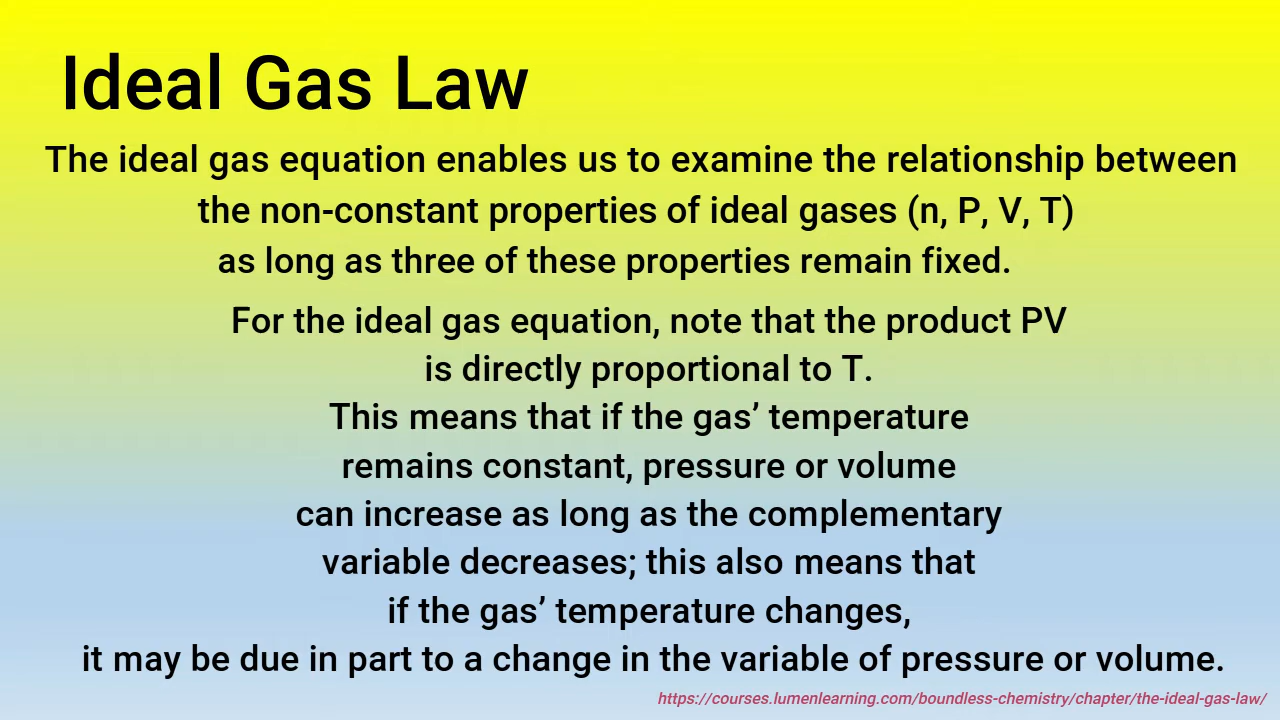 Ideal Gas Law
The ideal gas equation enables us to examine the relationship between
the non-constant properties of ideal gases (n, P, V, T)
as long as three of these properties remain fixed.
For the ideal gas equation, note that the product PV
is directly proportional to T.
This means that if the gas’ temperature
remains constant, pressure or volume
can increase as long as the complementary
variable decreases; this also means that
if the gas’ temperature changes,
it may be due in part to a change in the variable of pressure or volume.
https://courses.lumenlearning.com/boundless-chemistry/chapter/the-ideal-gas-law/